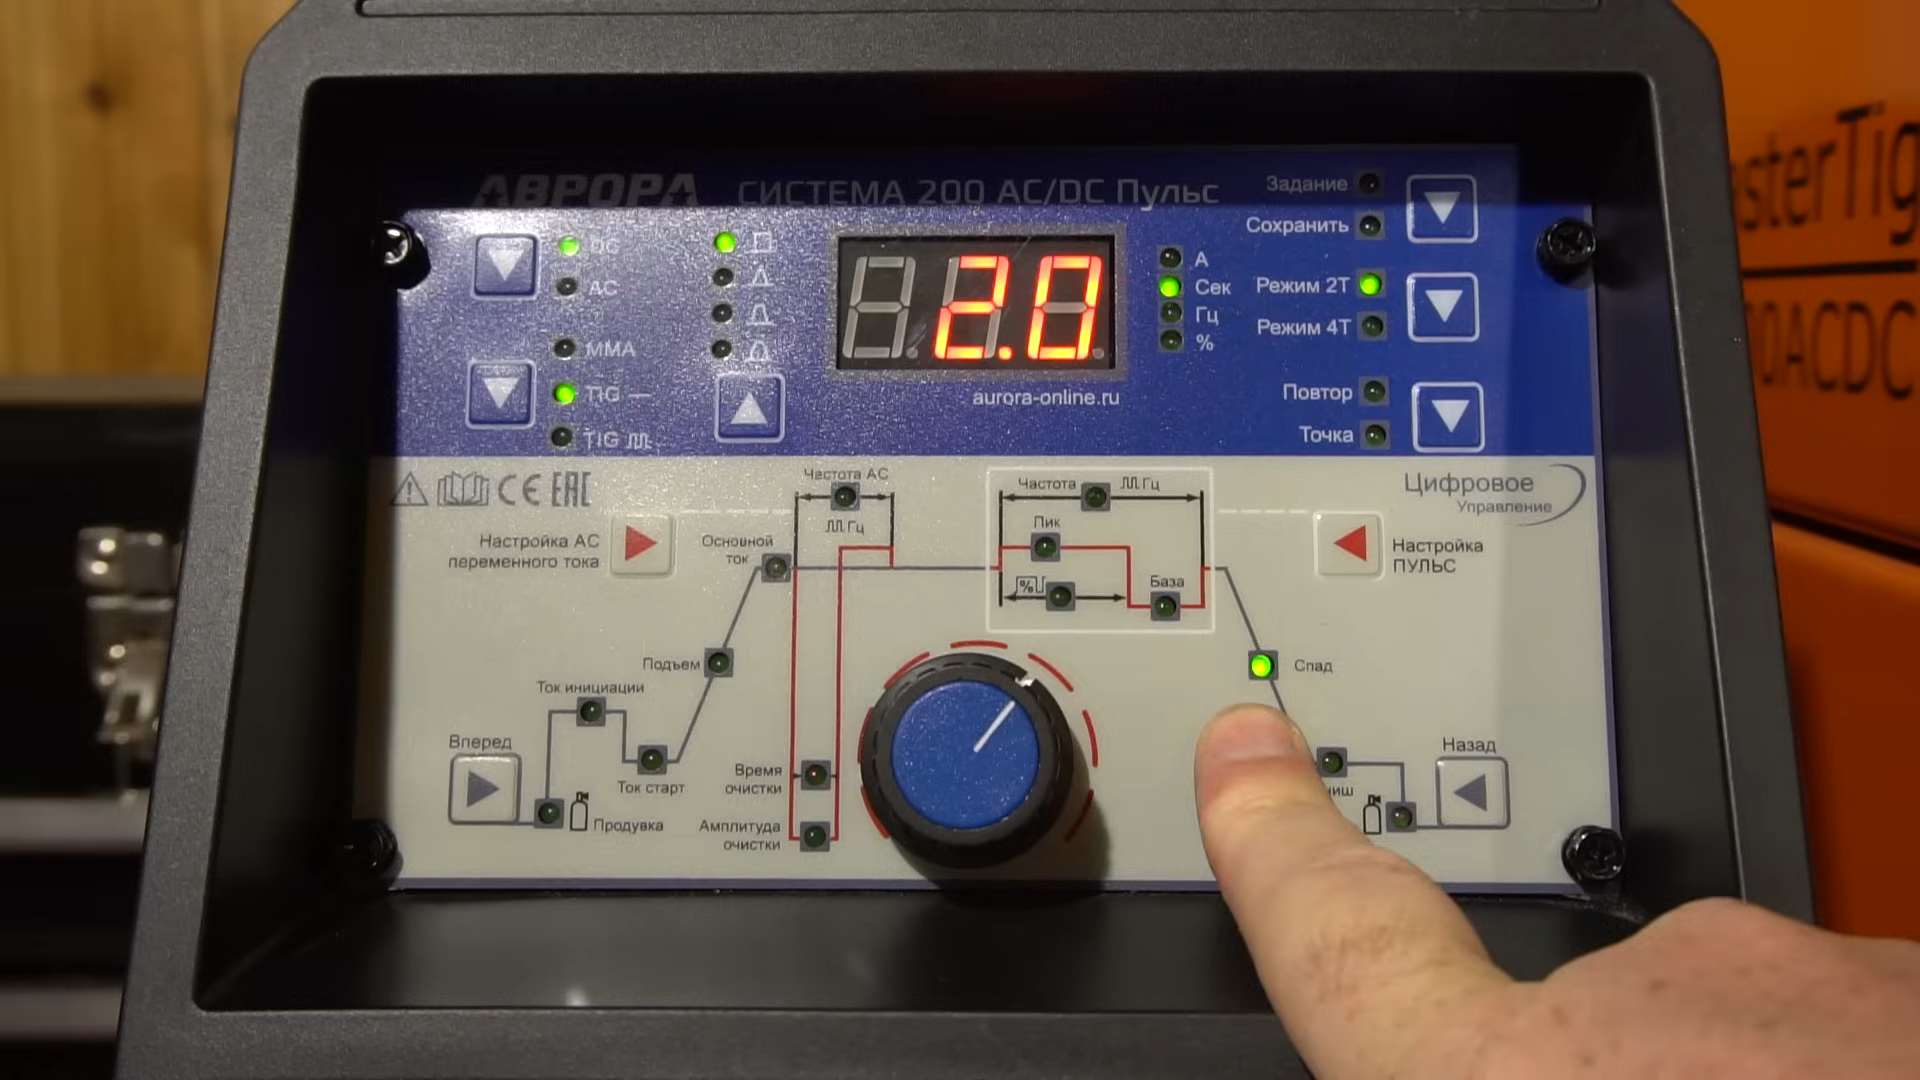 АВРОРА
СИСТЕМА 200 AC/DC Пульс
Задание
Сохранить
DC
AC
MMA
TIG
TIG
2.0
A
Сек
Гц
%
Режим 2Т
Режим 4Т
Повтор
Точка
aurora-online.ru
sterTig
0ACDC
CE EAC
Настройка АС
переменного тока
Частота АС
Гц
Основной
ток
Частота
Гц
Пик
%
База
Цифровое
Управление
Настройка
ПУЛЬС
Подъем
Спад
Ток инициации
Вперед
Ток старт
Продувка
Время
очистки
Амплитуда
очистки
Назад